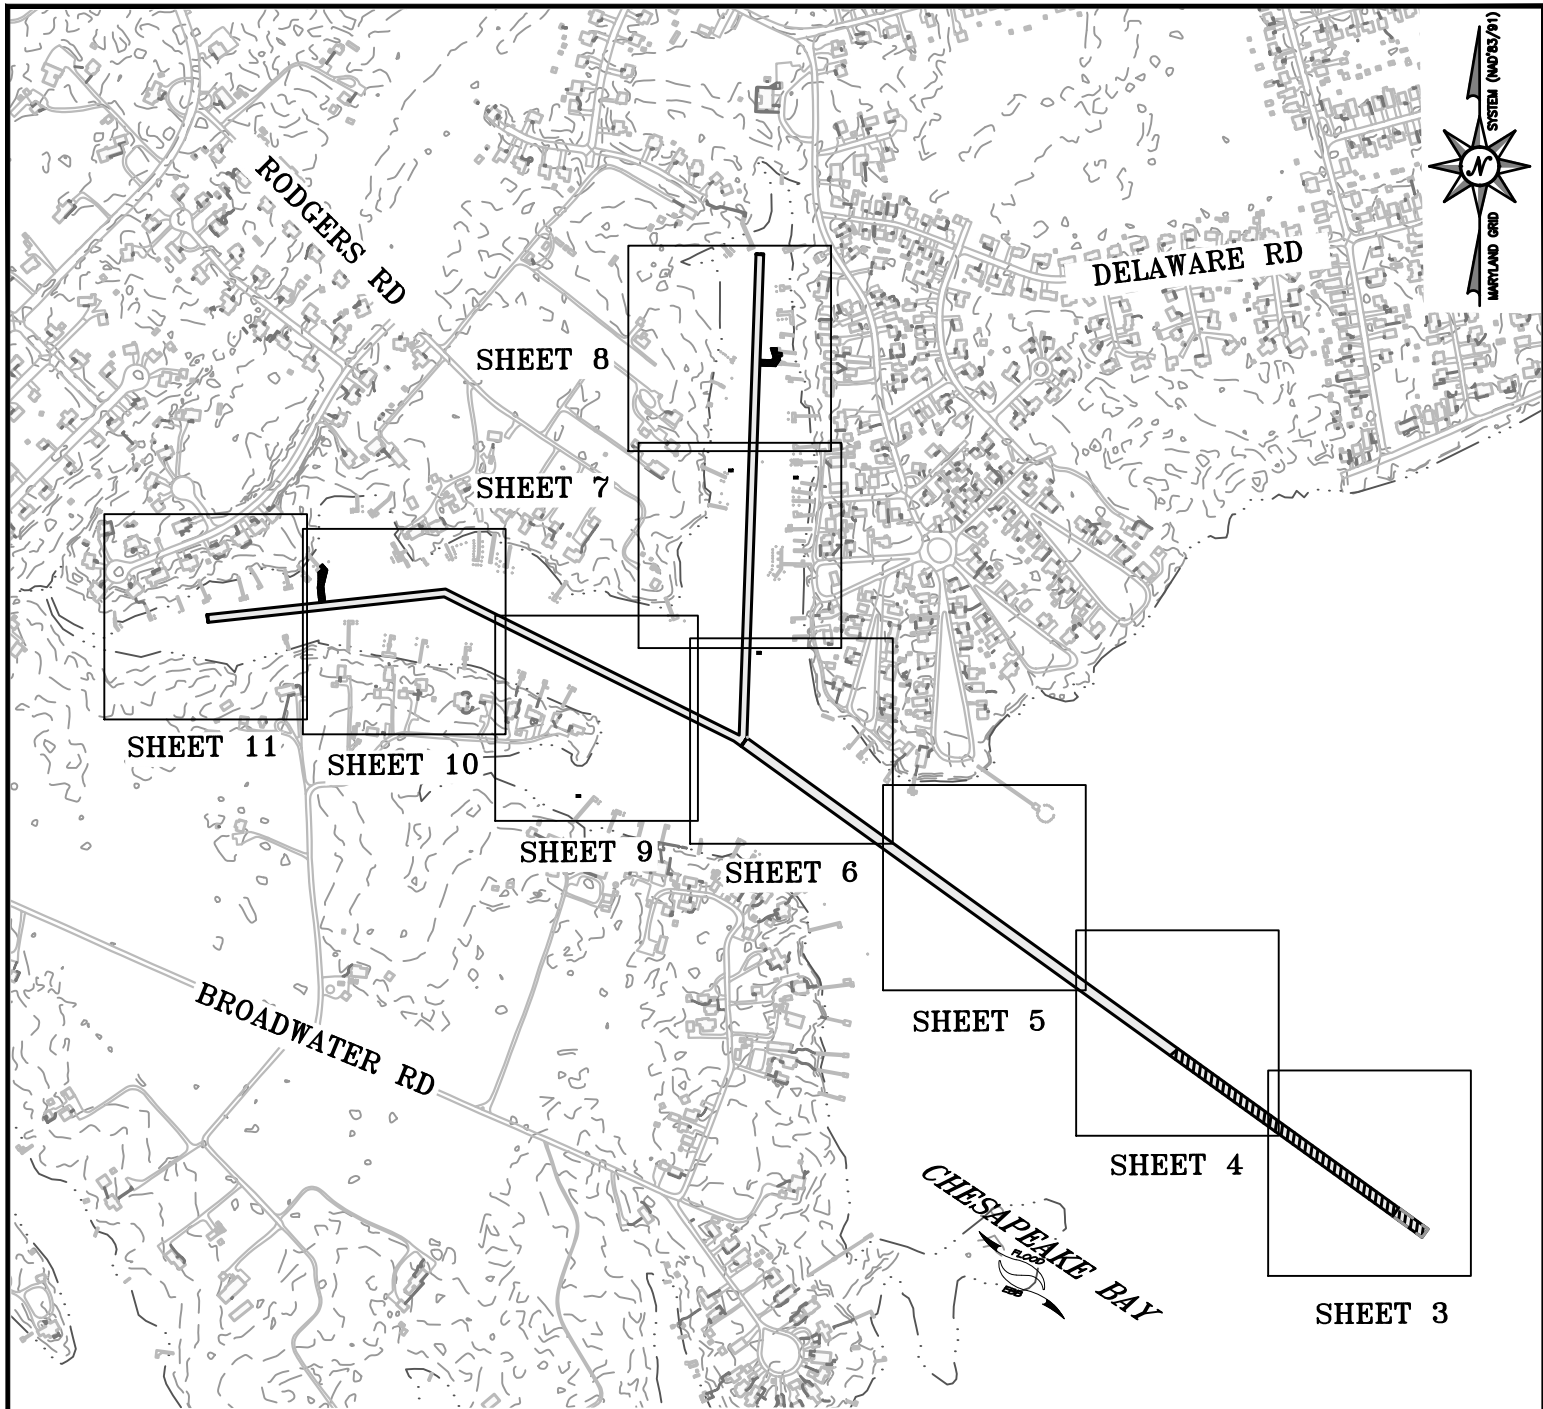 SYSTEM (NAD'83/91)
N
MARYLAND GRID
RODGERS RD
DELAWARE RD
SHEET 8
SHEET 7
SHEET 11
SHEET 10
SHEET 9
SHEET 6
SHEET 5
BROADWATER RD
SHEET 4
CHESAPEAKE BAY
FLOOD
EBB
SHEET 3